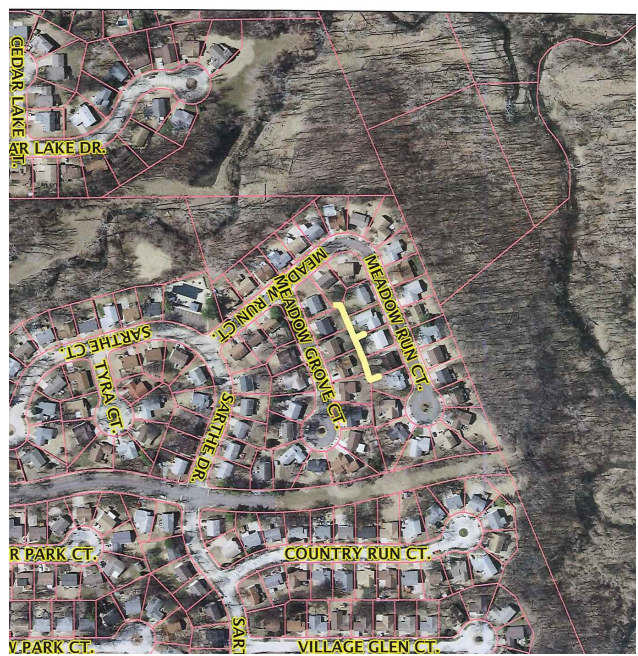 CEDAR LAKE CT.
AR LAKE DR.
MEADOW RUN CT.
MEADOW RUN CT.
MEADOW GROVE CT.
SARTHE CT.
TYRA CT.
SARTHE DR.
R PARK CT.
COUNTRY RUN CT.
SAR
W PARK CT.
VILLAGE GLEN CT.